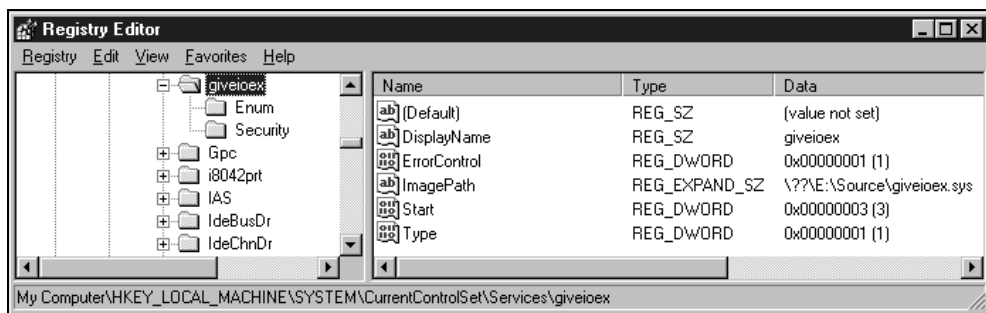 Registry Editor
Registry Edit View Favorites Help
giveioex
Enum
Security
Gpc
i8042prt
IAS
IdeBusDr
IdeChnDr
Name Type Data
(Default) REG_SZ (value not set)
DisplayName REG_SZ giveioex
ErrorControl REG_DWORD 0x00000001 (1)
ImagePath REG_EXPAND_SZ \??\E:\Source\giveioex.sys
Start REG_DWORD 0x00000003 (3)
Type REG_DWORD 0x00000001 (1)
My Computer\HKEY_LOCAL_MACHINE\SYSTEM\CurrentControlSet\Services\giveioex